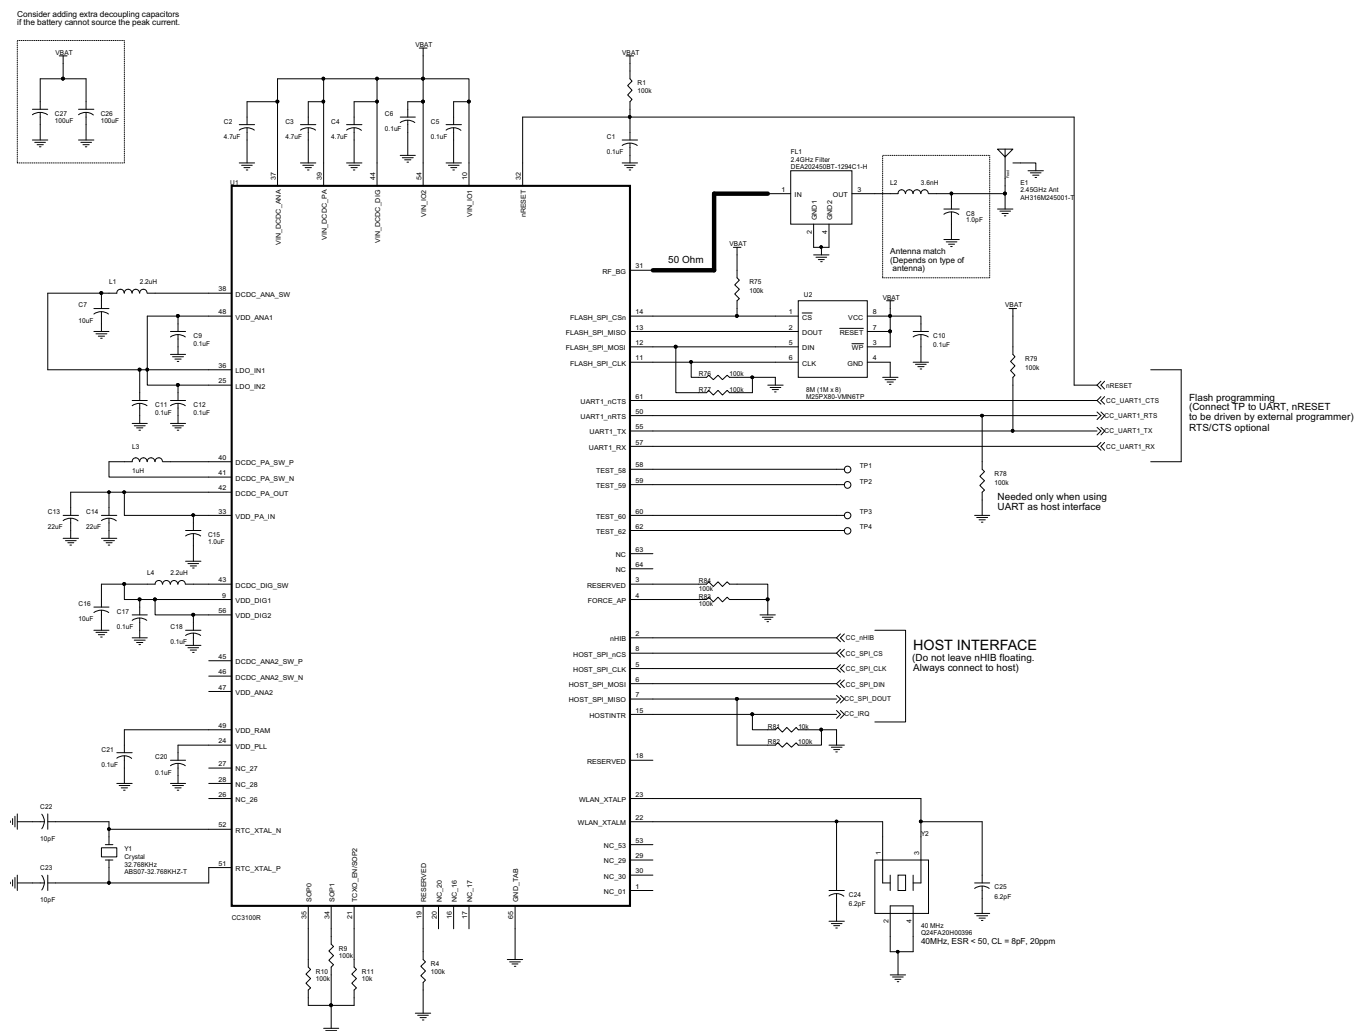 Consider adding extra decoupling capacitors
if the battery cannot source the peak current.
VBAT
C27
100uF
C26
100uF
VBAT
C2
4.7uF
C3
4.7uF
C4
4.7uF
C6
0.1uF
C5
0.1uF
VBAT
R1
100k
C1
0.1uF
37
39
44
54
10
32
U1
VIN_DCDC_ANA
VIN_DCDC_PA
VIN_DCDC_DIG
VIN_IO2
VIN_IO1
nRESET
FL1
2.4GHz Filter
DEA202450BT-1294C1-H
1
IN
OUT
3
GND1
GND2
2
4
L2
3.6nH
C8
1.0pF
Antenna match
(Depends on type of
antenna)
Feed
E1
2.45GHz Ant
AH316M245001-T
50 Ohm
RF_BG
31
VBAT
R75
100k
U2
1
CS
VCC
8
2
DOUT
RESET
7
5
DIN
WP
3
6
CLK
GND
4
8M (1M x 8)
M25PX80-VMN6TP
VBAT
C10
0.1uF
FLASH_SPI_CSn
14
FLASH_SPI_MISO
13
FLASH_SPI_MOSI
12
FLASH_SPI_CLK
11
R76
100k
R77
100k
VBAT
R79
100k
UART1_nCTS
61
UART1_nRTS
50
UART1_TX
55
UART1_RX
57
nRESET
CC_UART1_CTS
CC_UART1_RTS
CC_UART1_TX
CC_UART1_RX
Flash programming
(Connect TP to UART, nRESET
to be driven by external programmer)
RTS/CTS optional
R78
100k
Needed only when using
UART as host interface
TEST_58
58
TP1
TEST_59
59
TP2
TEST_60
60
TP3
TEST_62
62
TP4
NC
63
NC
64
RESERVED
3
FORCE_AP
4
R84
100k
R83
100k
nHIB
2
CC_nHIB
HOST_SPI_nCS
8
CC_SPI_CS
HOST_SPI_CLK
5
CC_SPI_CLK
HOST_SPI_MOSI
6
CC_SPI_DIN
HOST_SPI_MISO
7
CC_SPI_DOUT
HOSTINTR
15
CC_IRQ
HOST INTERFACE
(Do not leave nHIB floating.
Always connect to host)
R81
10k
R82
100k
RESERVED
18
WLAN_XTALP
23
WLAN_XTALM
22
NC_53
53
NC_29
29
NC_30
30
NC_01
1
C24
6.2pF
Y2
1
3
2
4
C25
6.2pF
40 MHz
Q24FA20H00396
40MHz, ESR < 50, CL = 8pF, 20ppm
L1
2.2uH
C7
10uF
38
DCDC_ANA_SW
48
VDD_ANA1
C9
0.1uF
36
LDO_IN1
25
LDO_IN2
C11
0.1uF
C12
0.1uF
L3
1uH
40
DCDC_PA_SW_P
41
DCDC_PA_SW_N
42
DCDC_PA_OUT
33
VDD_PA_IN
C13
22uF
C14
22uF
C15
1.0uF
L4
2.2uH
43
DCDC_DIG_SW
9
VDD_DIG1
56
VDD_DIG2
C16
10uF
C17
0.1uF
C18
0.1uF
45
DCDC_ANA2_SW_P
46
DCDC_ANA2_SW_N
47
VDD_ANA2
49
VDD_RAM
24
VDD_PLL
C21
0.1uF
C20
0.1uF
27
NC_27
28
NC_28
26
NC_26
C22
10pF
52
RTC_XTAL_N
Y1
Crystal
32.768KHz
ABS07-32.768KHZ-T
51
RTC_XTAL_P
C23
10pF
CC3100R
SOP0
SOP1
TCXO_EN/SOP2
RESERVED
NC_20
NC_16
NC_17
GND_TAB
35
34
21
19
20
16
17
65
R9
100k
R10
100k
R11
10k
R4
100k